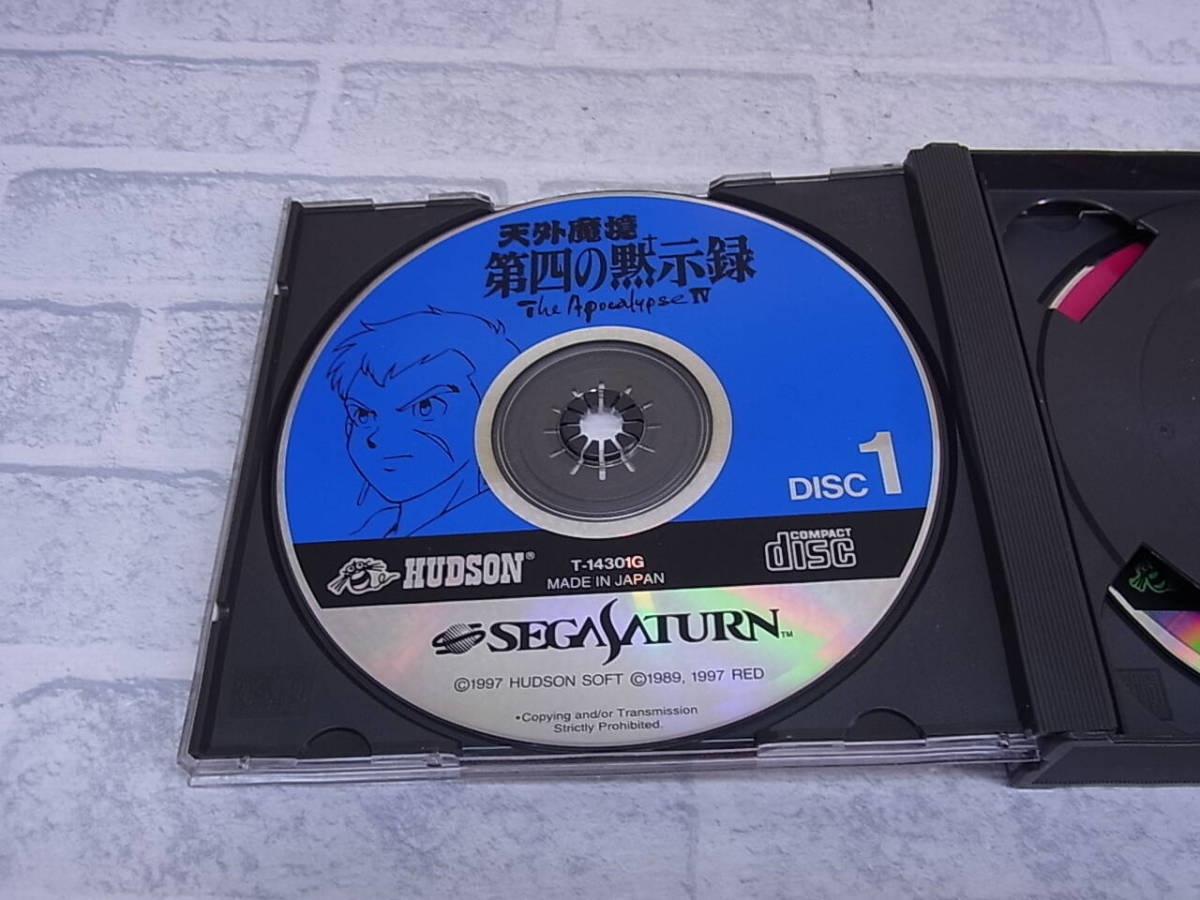 天外魔境
第四の黙示録
The Apocalypse IV
DISC 1
HUDSON®
T-14301G
MADE IN JAPAN
COMPACT
disc
SEGA SATURN™
©1997 HUDSON SOFT ©1989, 1997 RED
•Copying and/or Transmission
Strictly Prohibited.